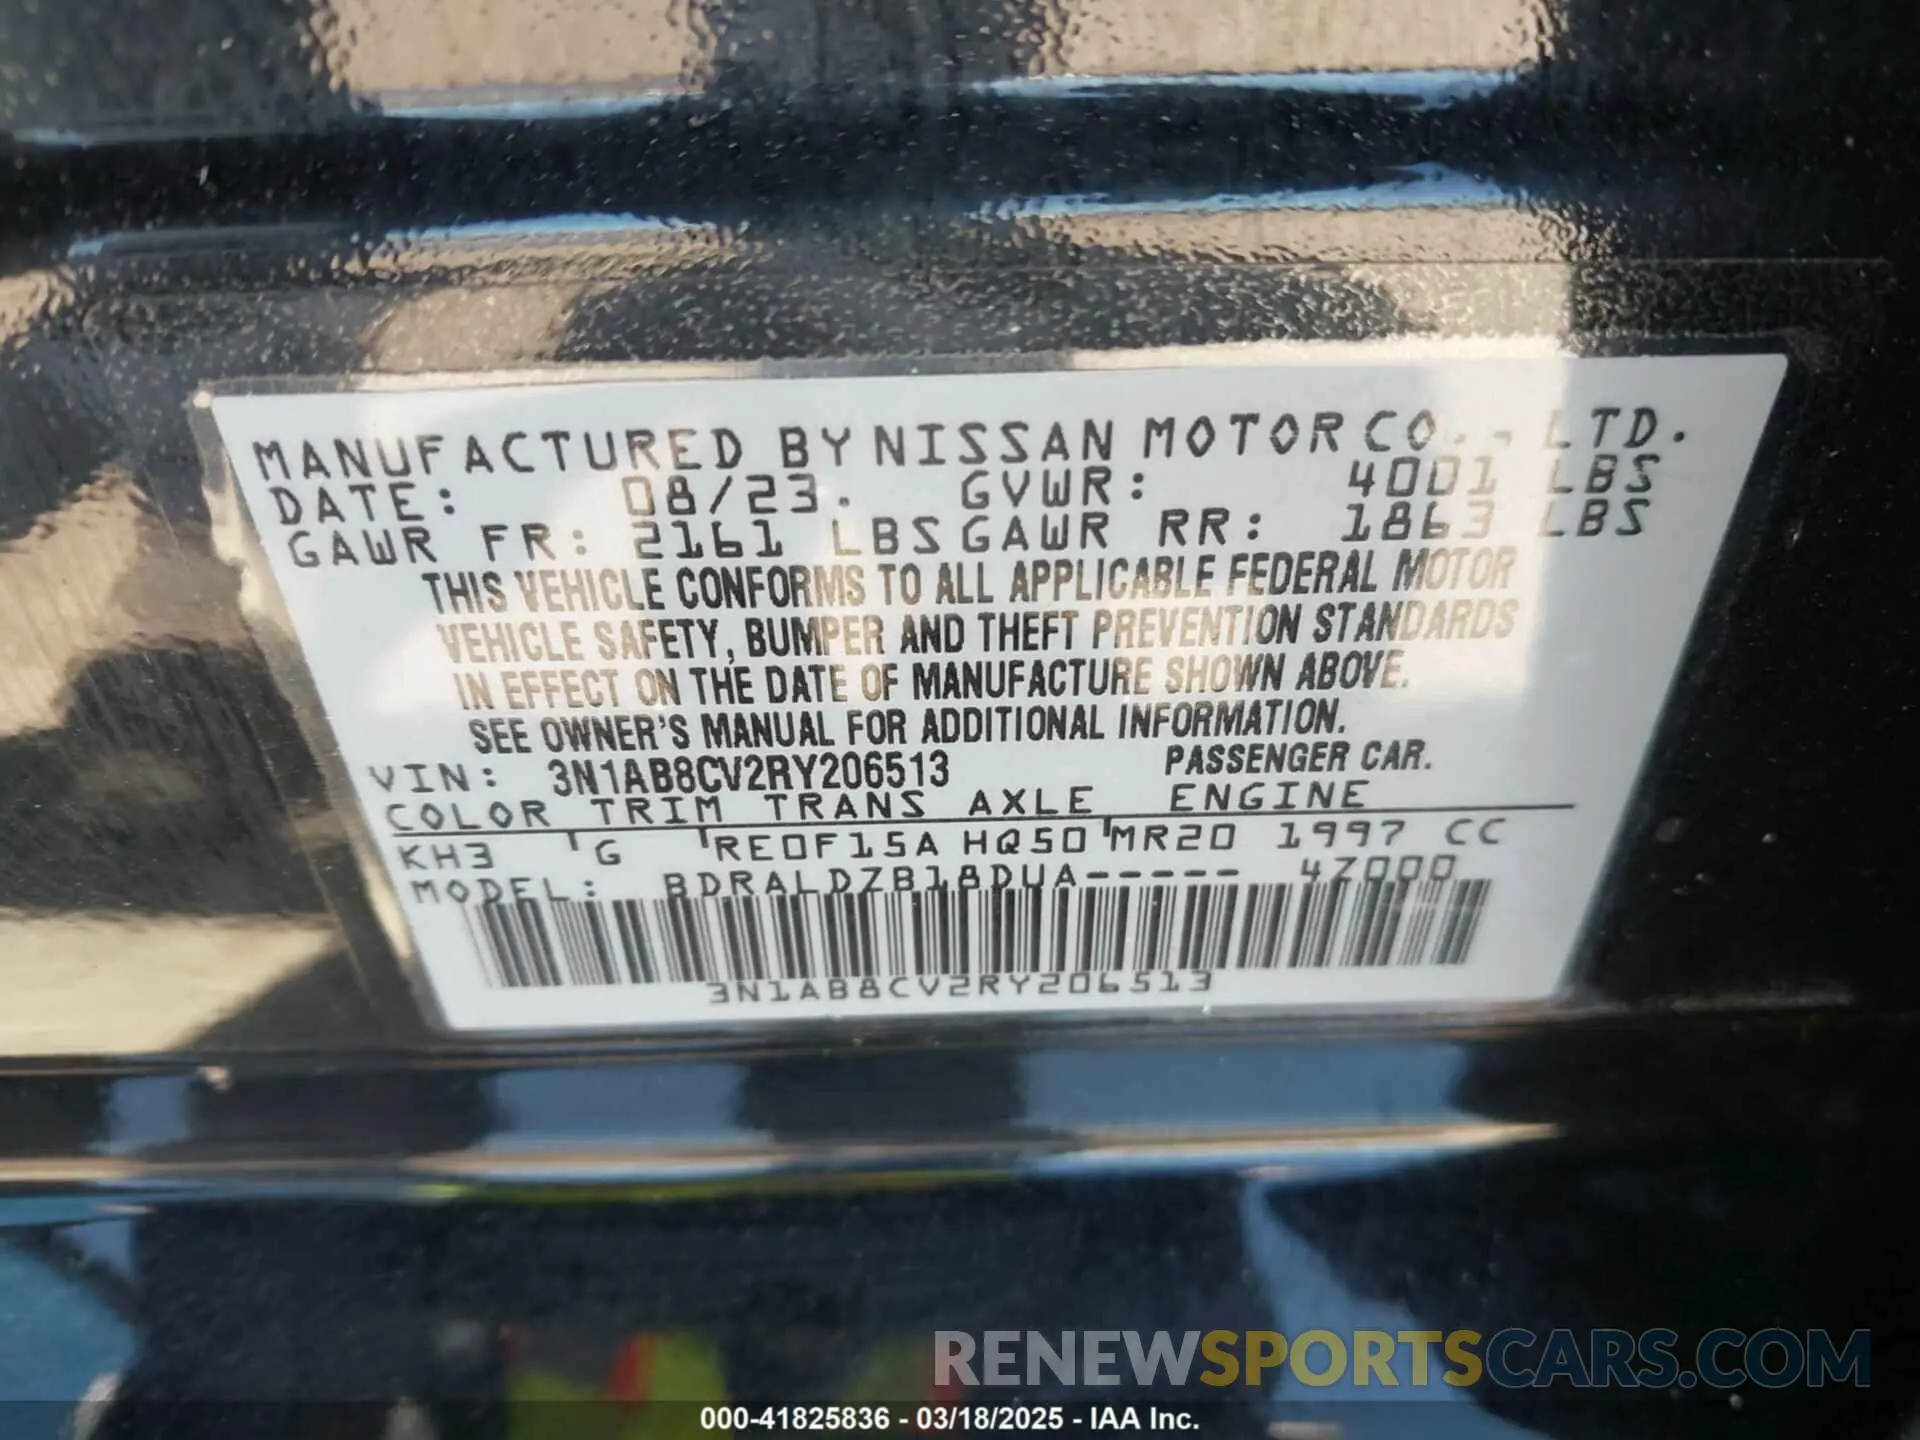 MANUFACTURED BY NISSAN MOTOR CO., LTD.
DATE: 08/23. GVWR: 4001 LBS
GAWR FR: 2161 LBS GAWR RR: 1863 LBS
THIS VEHICLE CONFORMS TO ALL APPLICABLE FEDERAL MOTOR
VEHICLE SAFETY, BUMPER AND THEFT PREVENTION STANDARDS
IN EFFECT ON THE DATE OF MANUFACTURE SHOWN ABOVE.
SEE OWNER'S MANUAL FOR ADDITIONAL INFORMATION.
VIN: 3N1AB8CV2RY206513 PASSENGER CAR.
COLOR TRIM TRANS AXLE ENGINE
KH3 G RE0F15A HQ50 MR20 1997 CC
MODEL: BDRALDZB18DUA----- 4Z000
3N1AB8CV2RY206513
RENEWSPORTSCARS.COM
000-41825836 - 03/18/2025 - IAA Inc.